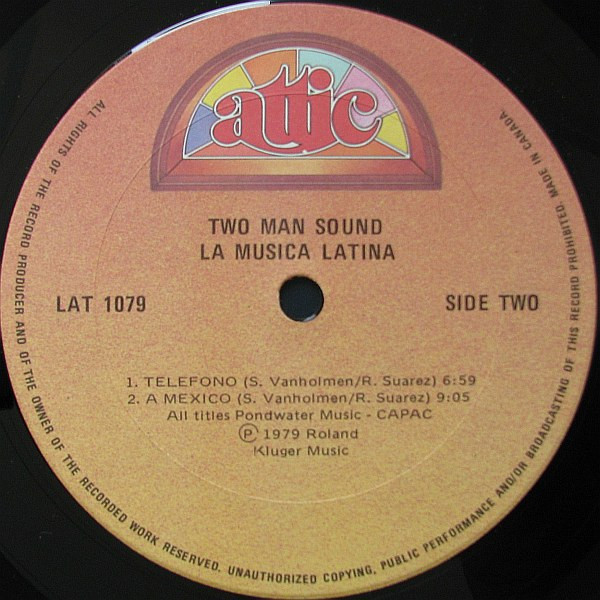 attic
TWO MAN SOUND
LA MUSICA LATINA
LAT 1079
SIDE TWO
1. TELEFONO (S. Vanholmen/R. Suarez) 6:59
2. A MEXICO (S. Vanholmen/R. Suarez) 9:05
All titles Pondwater Music - CAPAC
Ⓟ 1979 Roland
Kluger Music
ALL RIGHTS OF THE RECORD PRODUCER AND OF THE OWNER OF THE RECORDED WORK RESERVED. UNAUTHORIZED COPYING, PUBLIC PERFORMANCE AND/OR BROADCASTING OF THIS RECORD PROHIBITED. MADE IN CANADA.